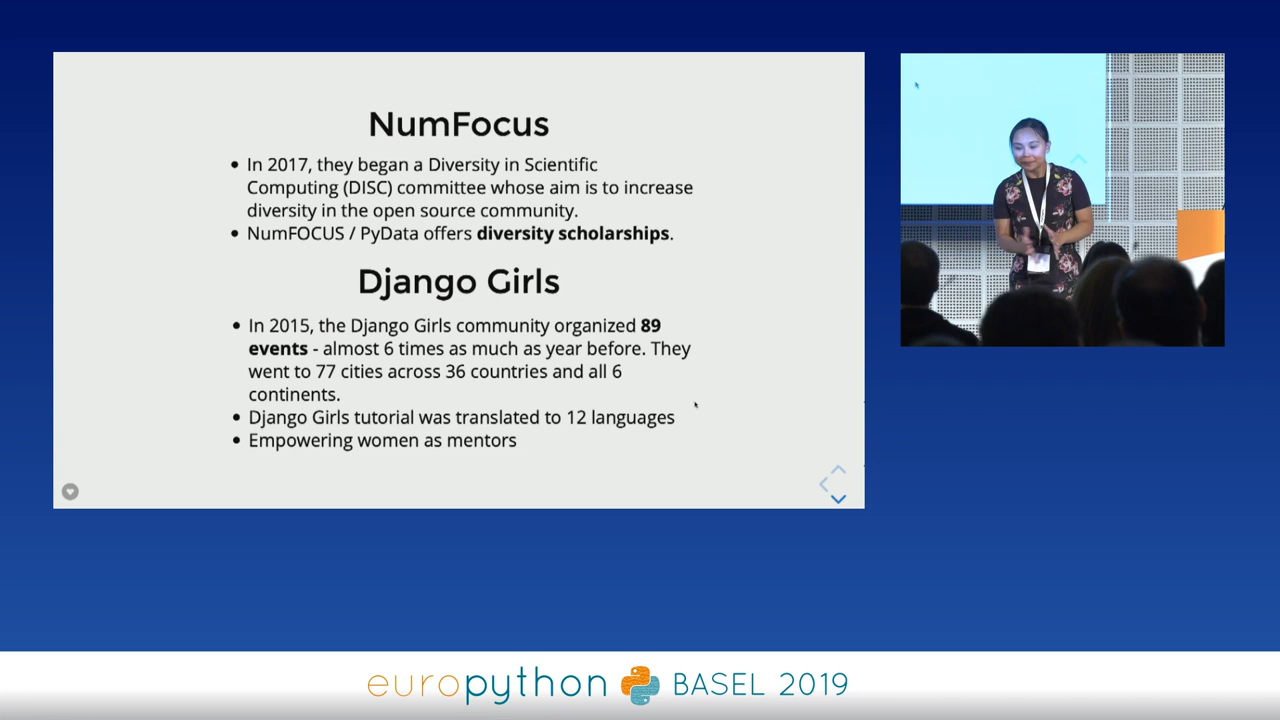 NumFocus
• In 2017, they began a Diversity in Scientific
Computing (DISC) committee whose aim is to increase
diversity in the open source community.
• NumFOCUS / PyData offers diversity scholarships.
Django Girls
• In 2015, the Django Girls community organized 89
events - almost 6 times as much as year before. They
went to 77 cities across 36 countries and all 6
continents.
• Django Girls tutorial was translated to 12 languages
• Empowering women as mentors
europython BASEL 2019